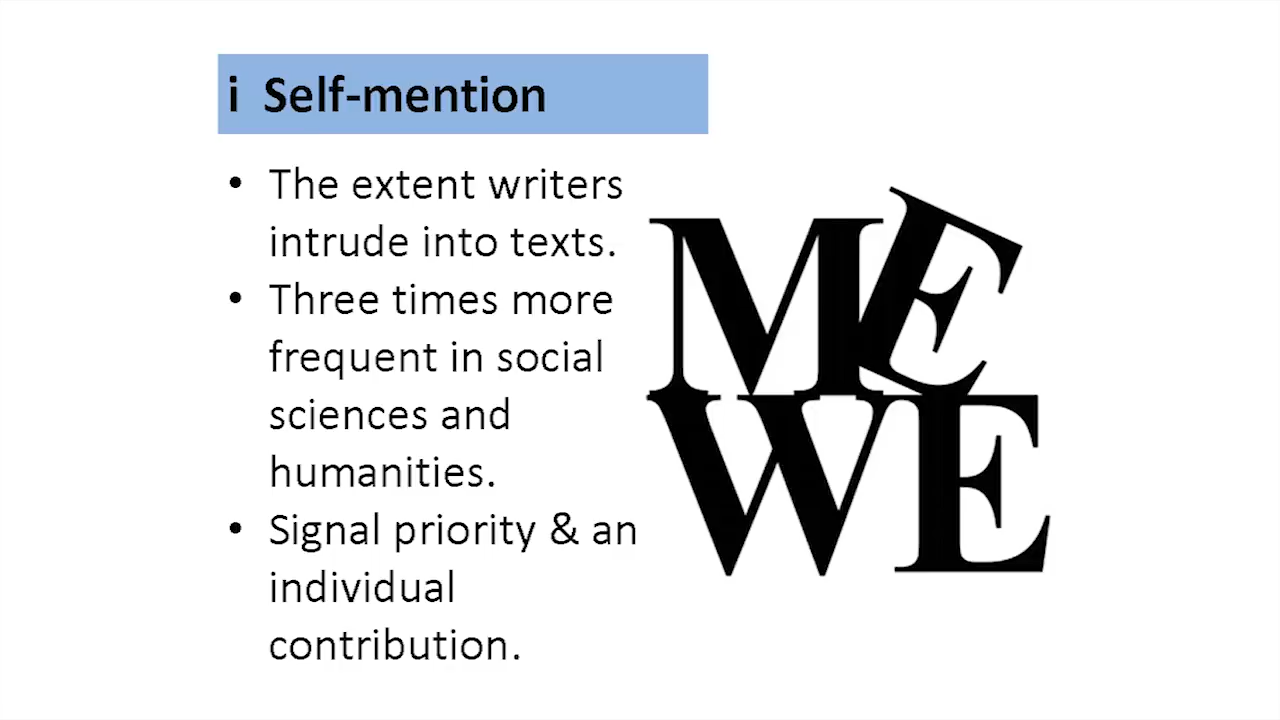 i Self-mention
• The extent writers
intrude into texts.
• Three times more
frequent in social
sciences and
humanities.
• Signal priority & an
individual
contribution.
ME
WE